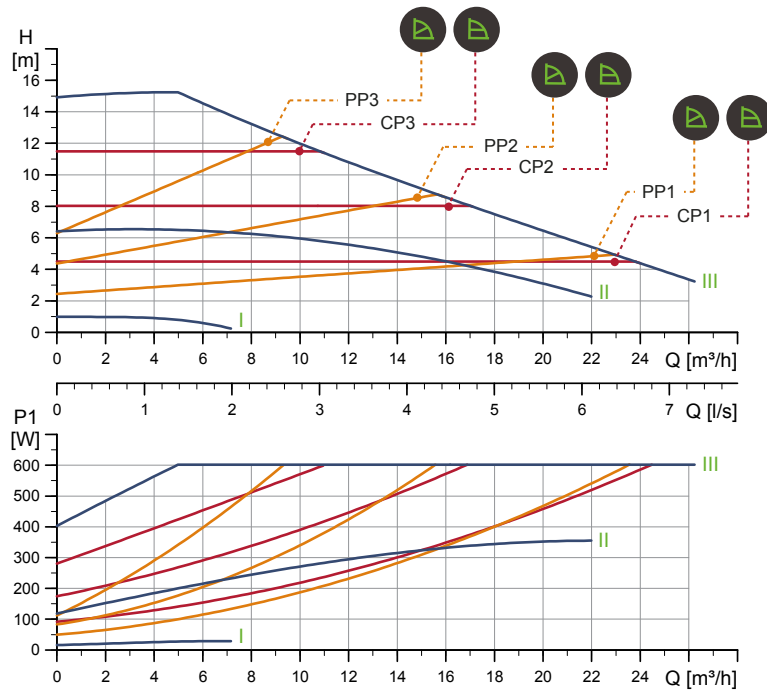 H
[m]
16
14
12
10
8
6
4
2
0
PP3
CP3
PP2
CP2
PP1
CP1
I
II
III
0 2 4 6 8 10 12 14 16 18 20 22 24 Q [m³/h]
0 1 2 3 4 5 6 7 Q [l/s]
P1
[W]
600
500
400
300
200
100
0
III
II
I
0 2 4 6 8 10 12 14 16 18 20 22 24 Q [m³/h]